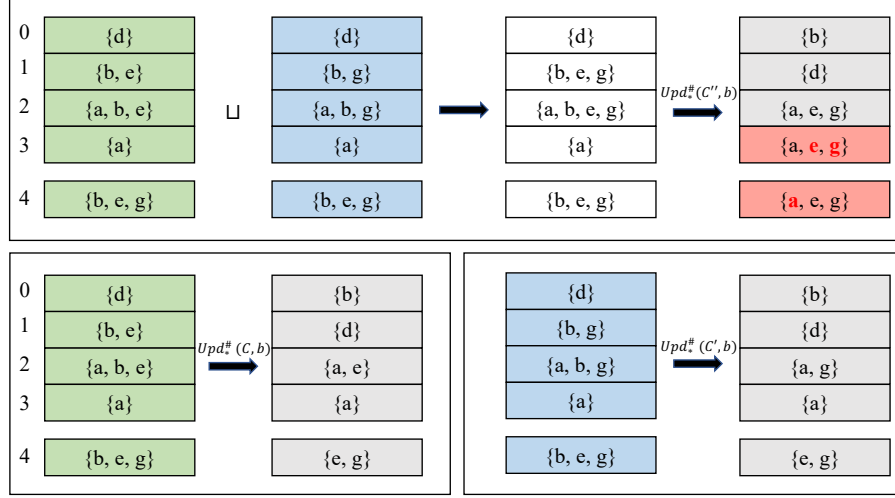 0 {d} {d} {d} {b}
1 {b, e} {b, g} {b, e, g} {d}
⊔ Upd*#(C'', b)
2 {a, b, e} {a, b, g} {a, b, e, g} {a, e, g}
3 {a} {a} {a} {a, e, g}
4 {b, e, g} {b, e, g} {b, e, g} {a, e, g}
0 {d} {b}
1 {b, e} {d}
Upd*#(C, b)
2 {a, b, e} {a, e}
3 {a} {a}
4 {b, e, g} {e, g}
{d} {b}
{b, g} {d}
Upd*#(C', b)
{a, b, g} {a, g}
{a} {a}
{b, e, g} {e, g}